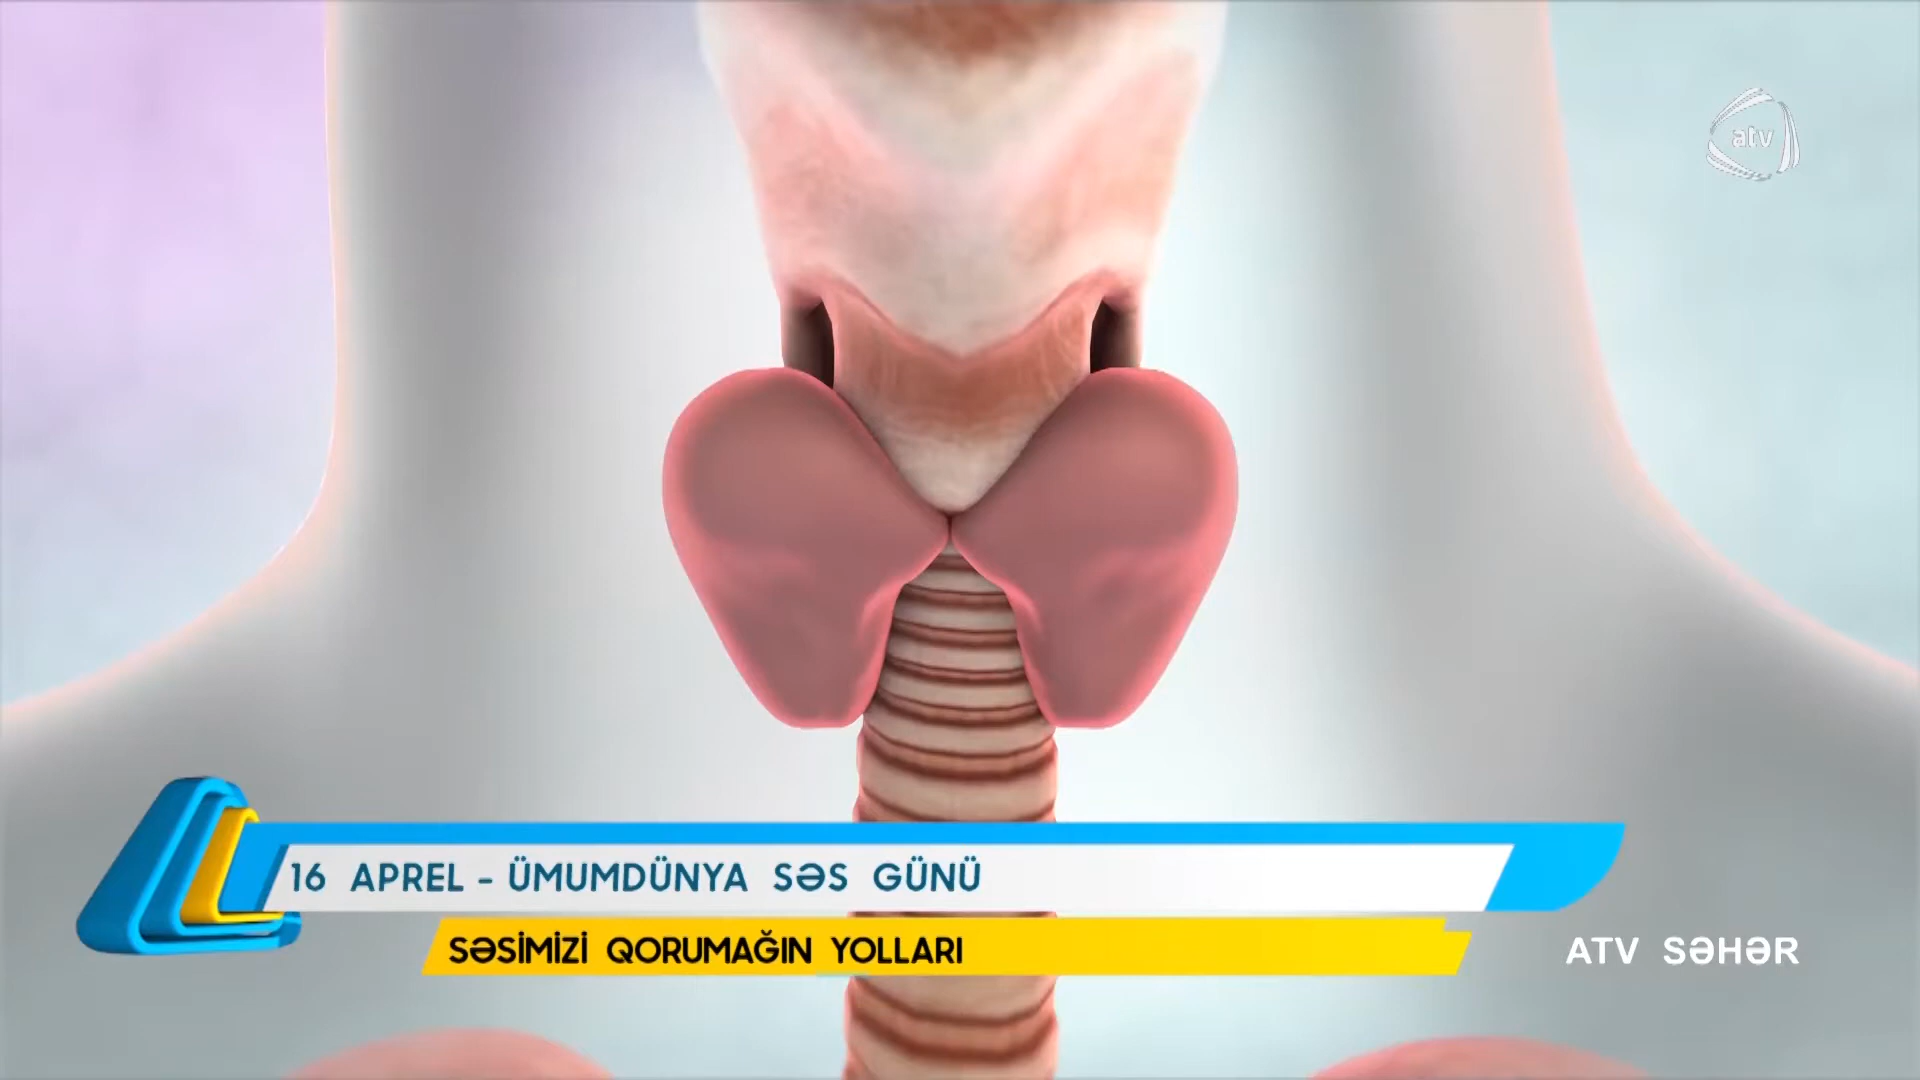 atv
16 APREL - ÜMUMDÜNYA SƏS GÜNÜ
SƏSİMİZİ QORUMAĞIN YOLLARI
ATV SƏHƏR